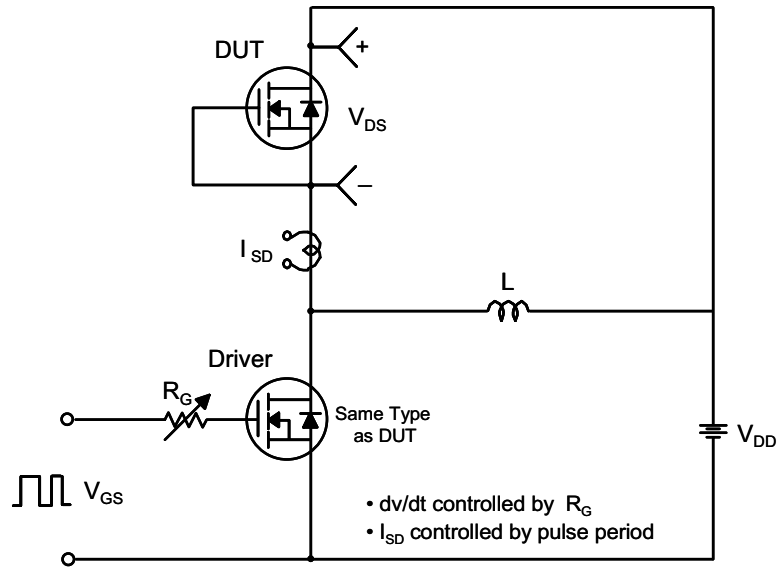 DUT
+
V_DS
−
I_SD
L
Driver
R_G
Same Type
as DUT
V_DD
V_GS
• dv/dt controlled by R_G
• I_SD controlled by pulse period